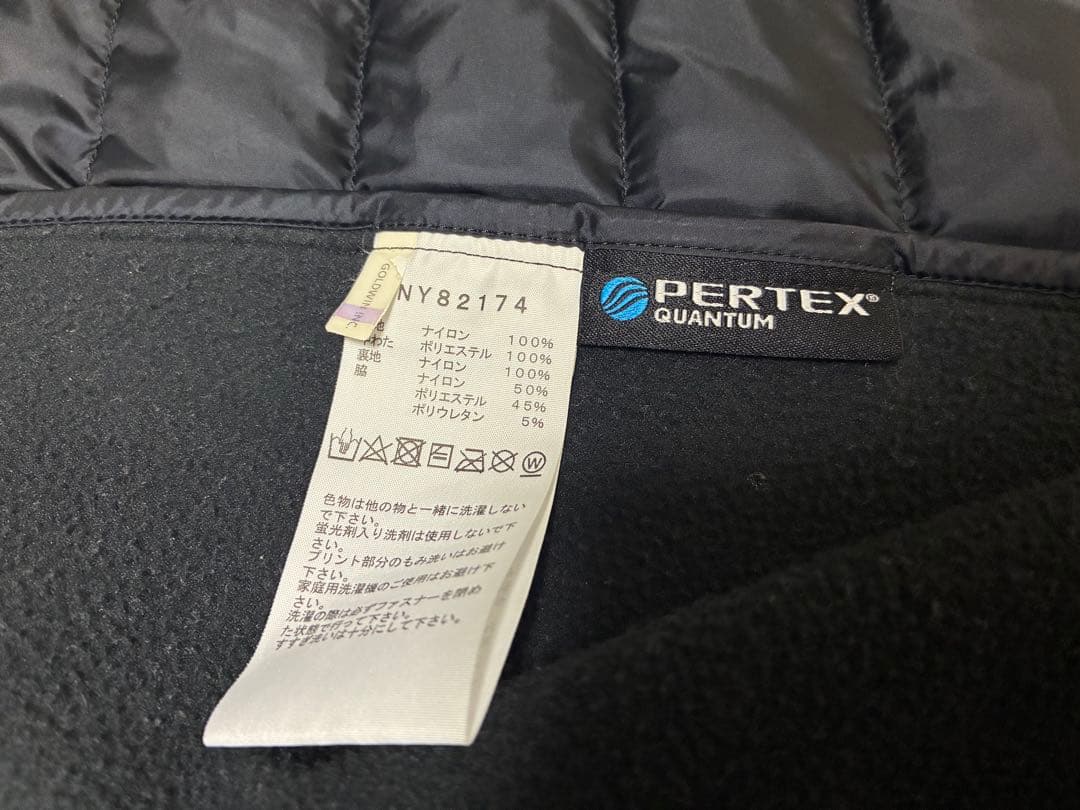 GOLDWIN INC.
NY82174
地 ナイロン 100%
中わた ポリエステル 100%
裏地 ナイロン 100%
脇 ナイロン 50%
ポリエステル 45%
ポリウレタン 5%
W
色物は他の物と一緒に洗濯しない
で下さい。
蛍光剤入り洗剤は使用しないで下
さい。
プリント部分のもみ洗いはお避け
下さい。
家庭用洗濯機のご使用はお避け下
さい。
洗濯の際は必ずファスナーを閉め
た状態で行って下さい。
すすぎ洗いは十分にして下さい。
PERTEX®
QUANTUM